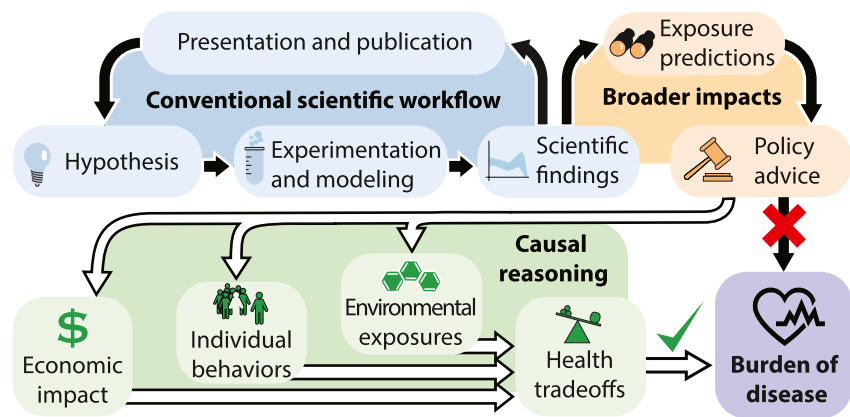 Presentation and publication
Exposure
predictions
Conventional scientific workflow
Broader impacts
Hypothesis
Experimentation
and modeling
Scientific
findings
Policy
advice
Causal
reasoning
$
Economic
impact
Individual
behaviors
Environmental
exposures
Health
tradeoffs
Burden of
disease